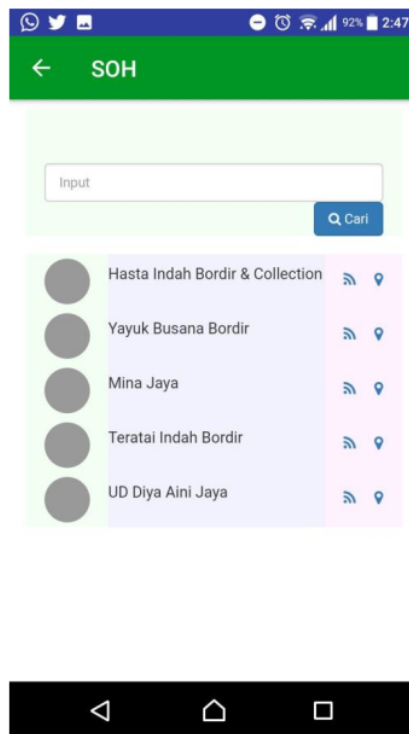 92% 2:47
SOH
Input
Cari
Hasta Indah Bordir & Collection
Yayuk Busana Bordir
Mina Jaya
Teratai Indah Bordir
UD Diya Aini Jaya